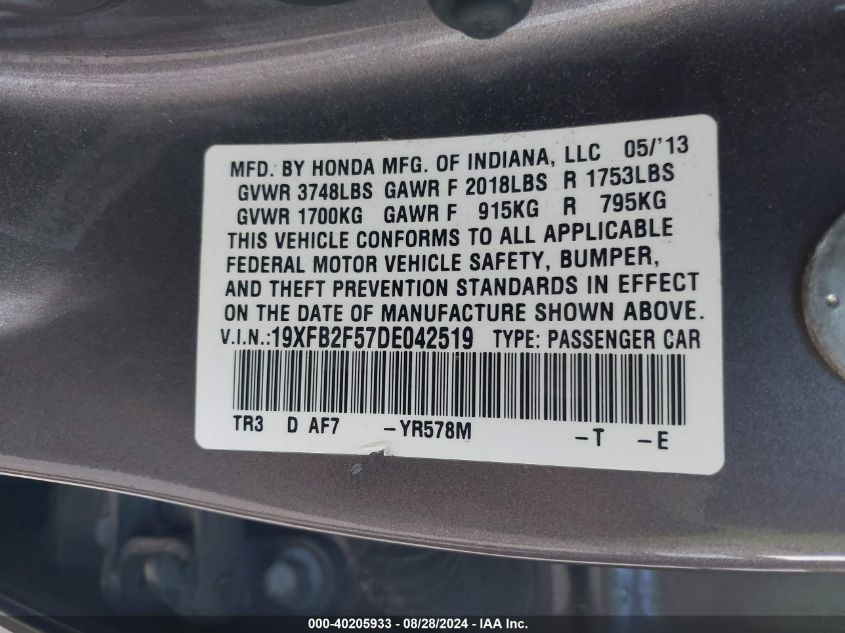 MFD. BY HONDA MFG. OF INDIANA, LLC 05/'13
GVWR 3748LBS GAWR F 2018LBS R 1753LBS
GVWR 1700KG GAWR F 915KG R 795KG
THIS VEHICLE CONFORMS TO ALL APPLICABLE
FEDERAL MOTOR VEHICLE SAFETY, BUMPER,
AND THEFT PREVENTION STANDARDS IN EFFECT
ON THE DATE OF MANUFACTURE SHOWN ABOVE.
V.I.N.:19XFB2F57DE042519 TYPE: PASSENGER CAR
TR3 D AF7 -YR578M -T -E
000-40205933 - 08/28/2024 - IAA Inc.